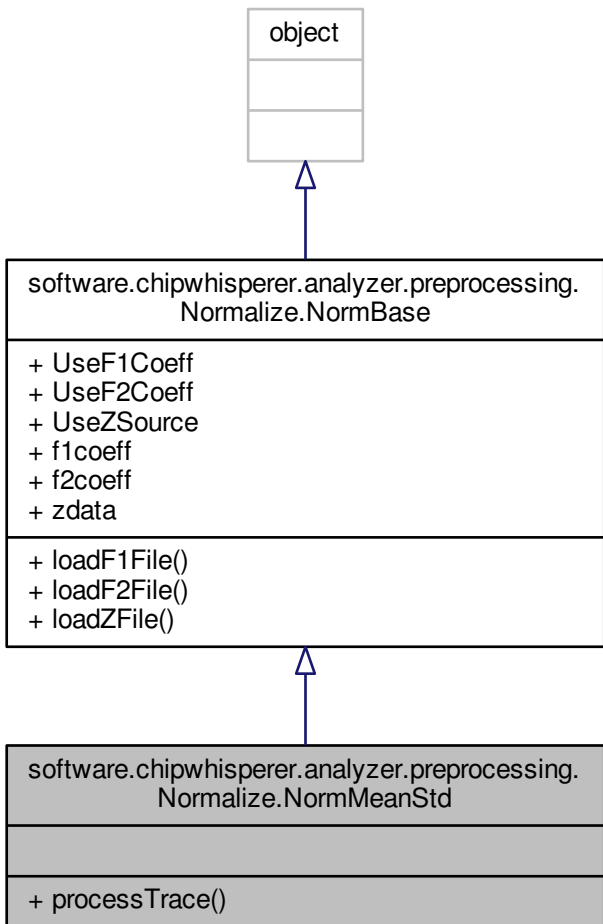 object
software.chipwhisperer.analyzer.preprocessing.
Normalize.NormBase
+ UseF1Coeff
+ UseF2Coeff
+ UseZSource
+ f1coeff
+ f2coeff
+ zdata
+ loadF1File()
+ loadF2File()
+ loadZFile()
software.chipwhisperer.analyzer.preprocessing.
Normalize.NormMeanStd
+ processTrace()